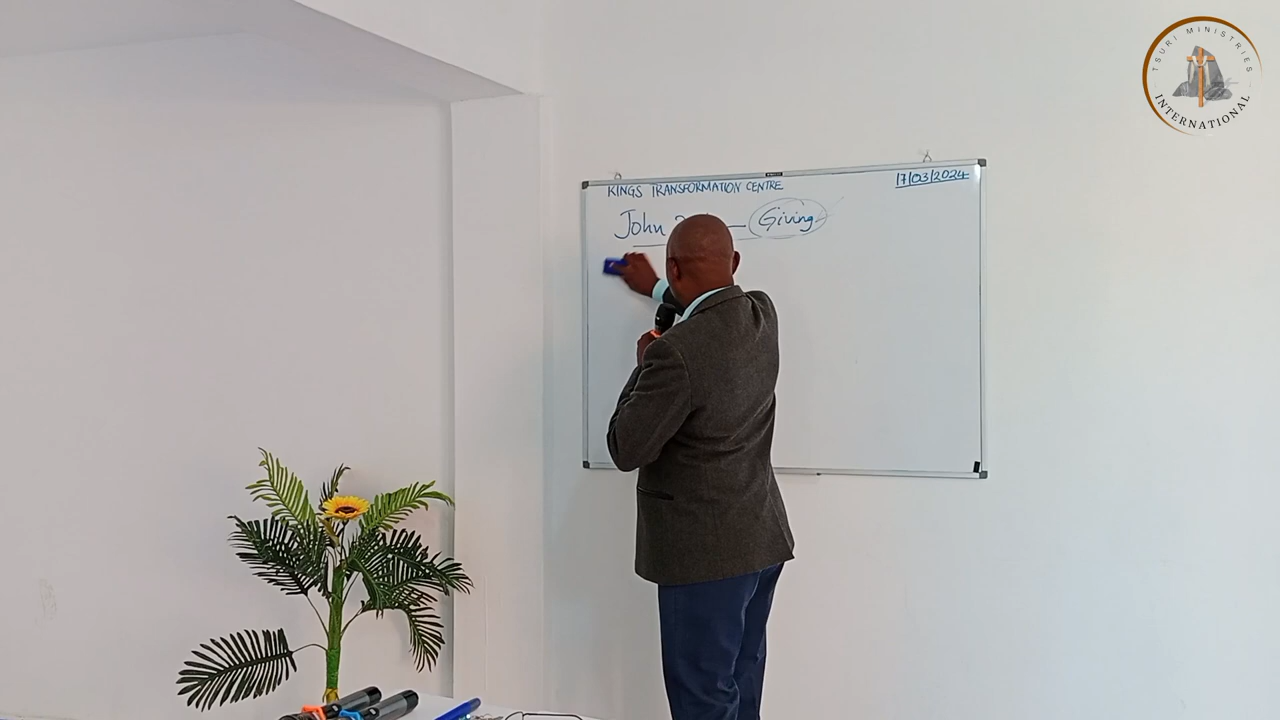 TSURI MINISTRIES
INTERNATIONAL
KINGS TRANSFORMATION CENTRE
17/03/2024
John
Giving